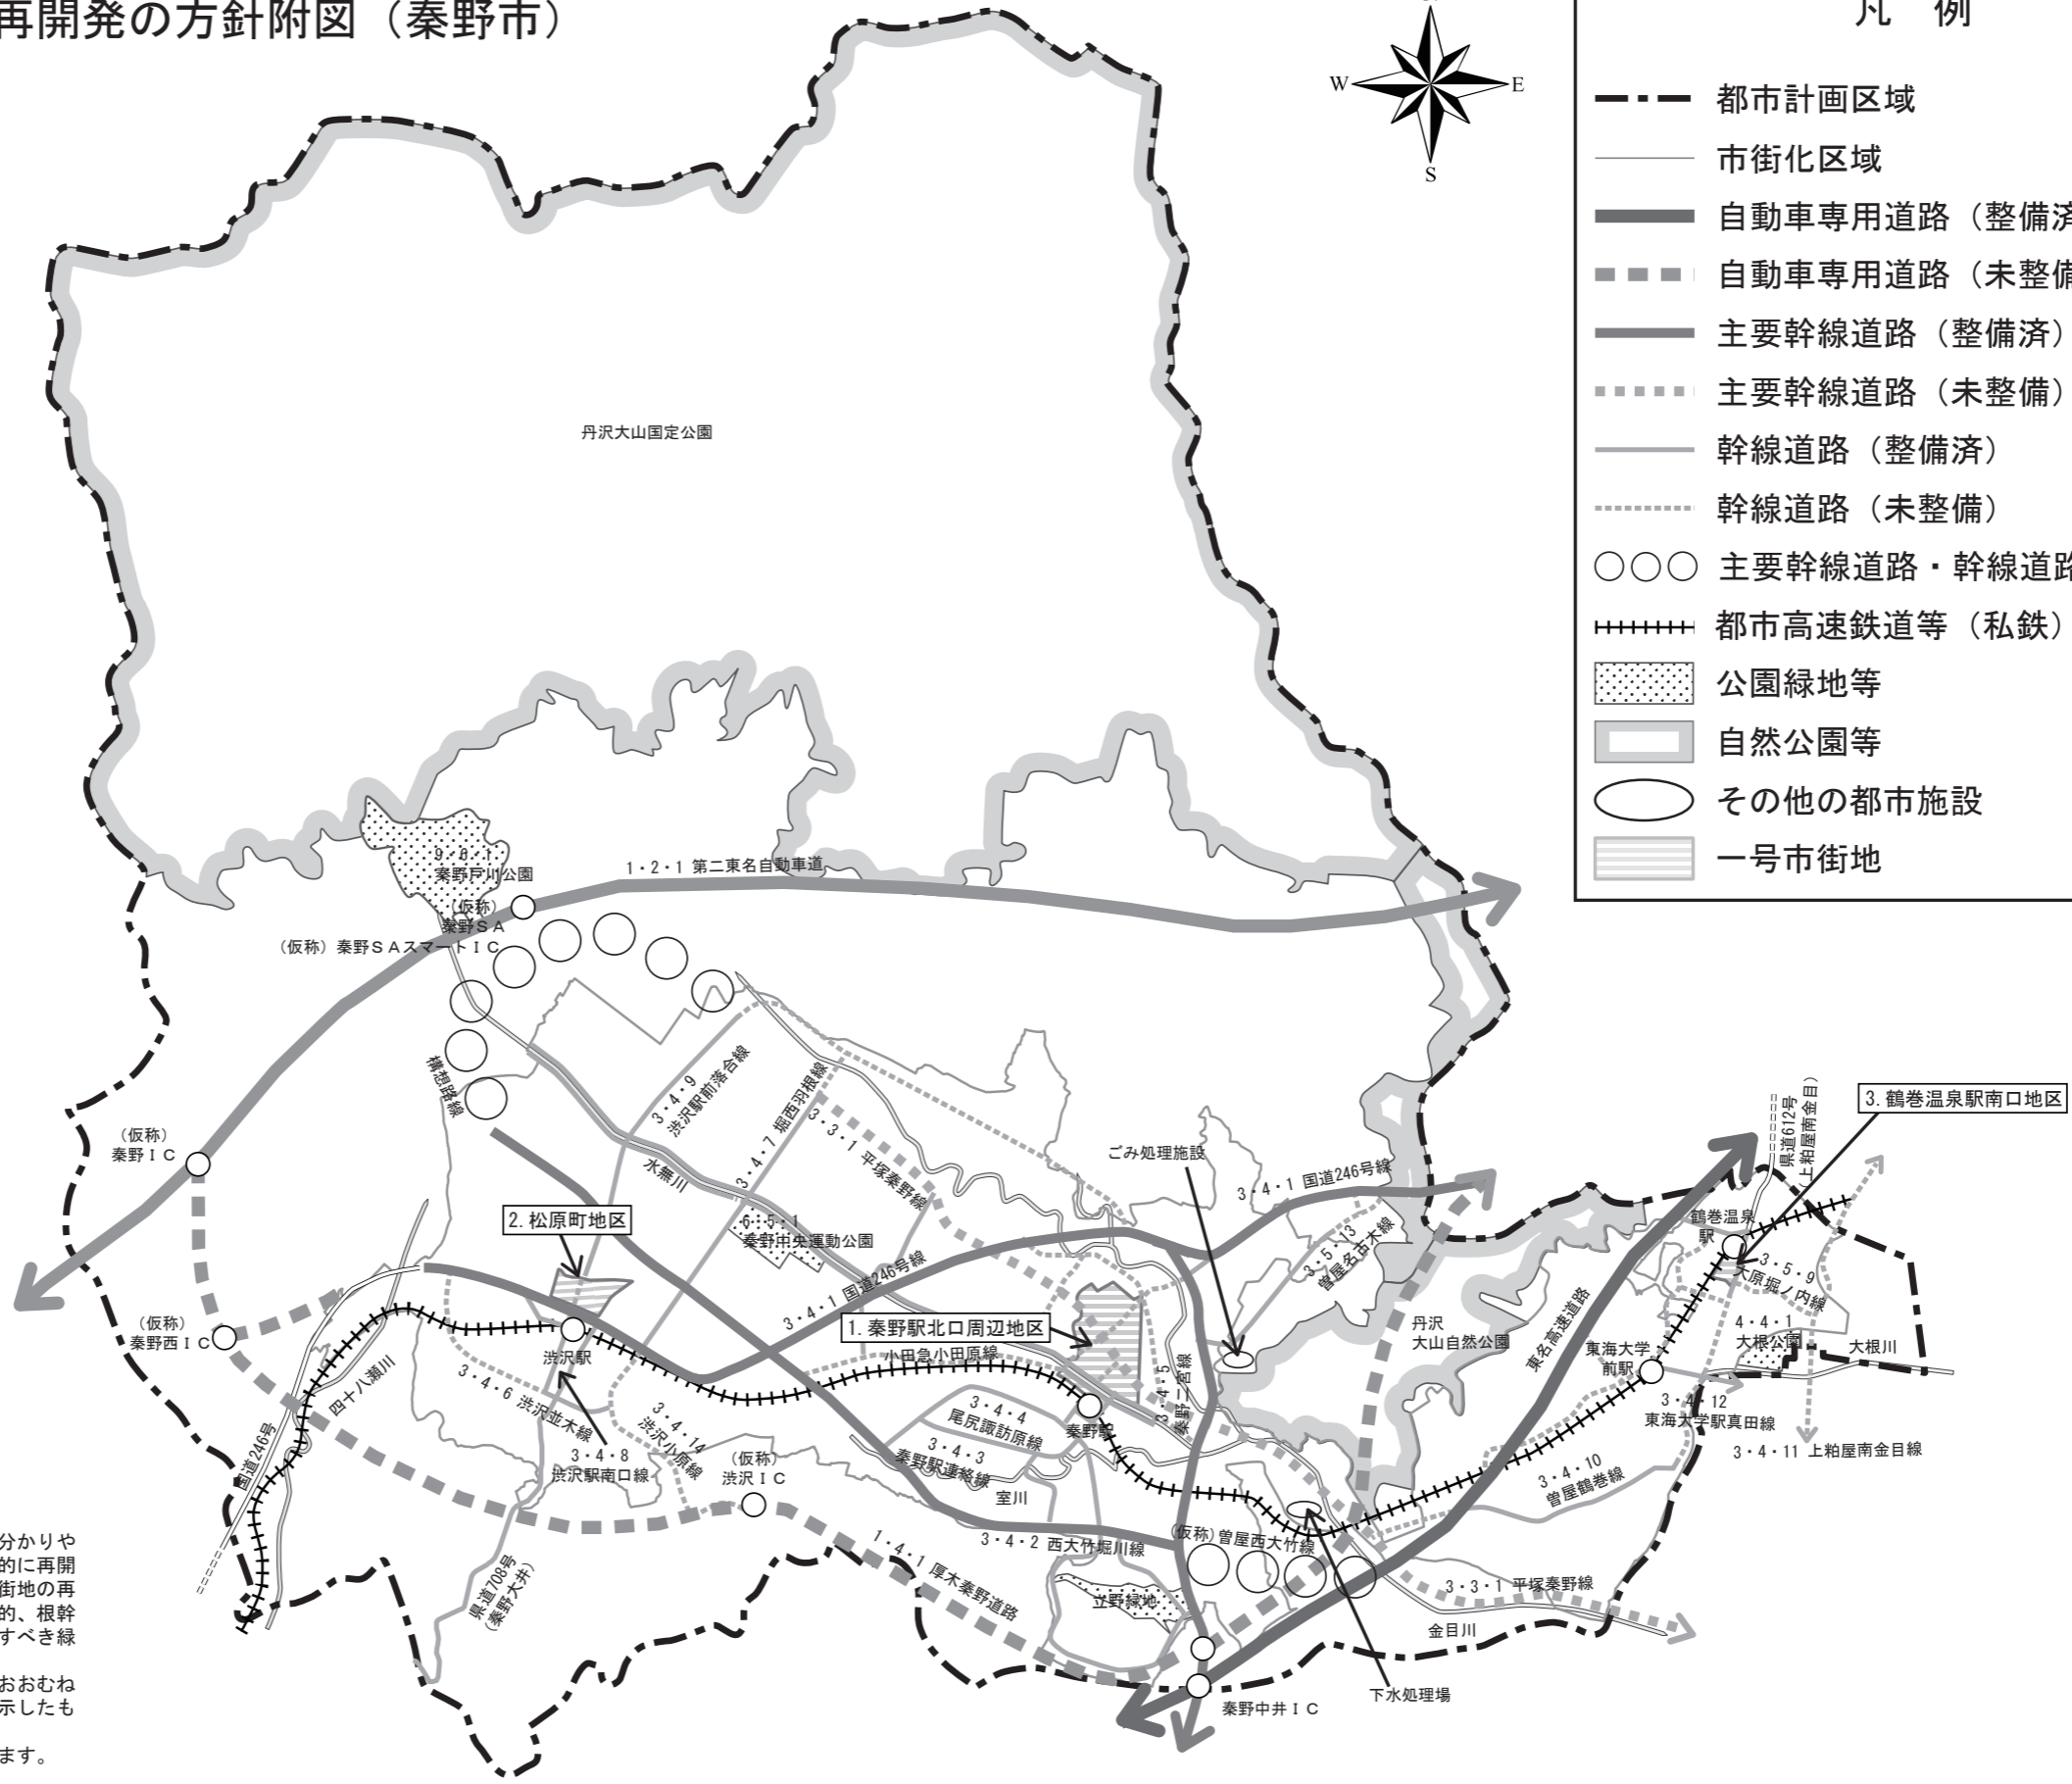 再開発の方針附図（秦野市）
W
E
S
凡　例
都市計画区域
市街化区域
自動車専用道路（整備済
自動車専用道路（未整備
主要幹線道路（整備済）
主要幹線道路（未整備）
幹線道路（整備済）
幹線道路（未整備）
主要幹線道路・幹線道路
都市高速鉄道等（私鉄）
公園緑地等
自然公園等
その他の都市施設
一号市街地
丹沢大山国定公園
9・6・1
秦野戸川公園
1・2・1 第二東名自動車道
（仮称）
秦野ＳＡ
（仮称）秦野ＳＡスマートＩＣ
構想路線
3・4・9
渋沢駅前落合線
3・4・7 堀西羽根線
3・3・1 平塚秦野線
水無川
（仮称）
秦野ＩＣ
2. 松原町地区
6・5・1
秦野中央運動公園
ごみ処理施設
3・4・1 国道246号線
3・5・13
曽屋名古木線
県道612号
（上粕屋南金目）
3. 鶴巻温泉駅南口地区
鶴巻温泉
駅
3・5・9
大原堀ノ内線
3・4・1 国道246号線
1. 秦野駅北口周辺地区
小田急小田原線
丹沢
大山自然公園
東名高速道路
東海大学
前駅
4・4・1
大根公園
大根川
（仮称）
秦野西ＩＣ
渋沢駅
四十八瀬川
3・4・6 渋沢並木線
3・4・14
渋沢小原線
3・4・8
渋沢駅南口線
3・4・4
尾尻諏訪原線
秦野駅
3・4・5
秦野二宮線
3・4・3
秦野駅連絡線
室川
3・4・12
東海大学駅真田線
3・4・11 上粕屋南金目線
3・4・10
曽屋鶴巻線
国道246号
（仮称）
渋沢ＩＣ
3・4・2 西大竹堀川線
（仮称）曽屋西大竹線
県道708号
（秦野大井）
1・4・1 厚木秦野道路
立野緑地
3・3・1 平塚秦野線
金目川
下水処理場
秦野中井ＩＣ
分かりや
的に再開
街地の再
的、根幹
すべき緑
おおむね
示したも
ます。